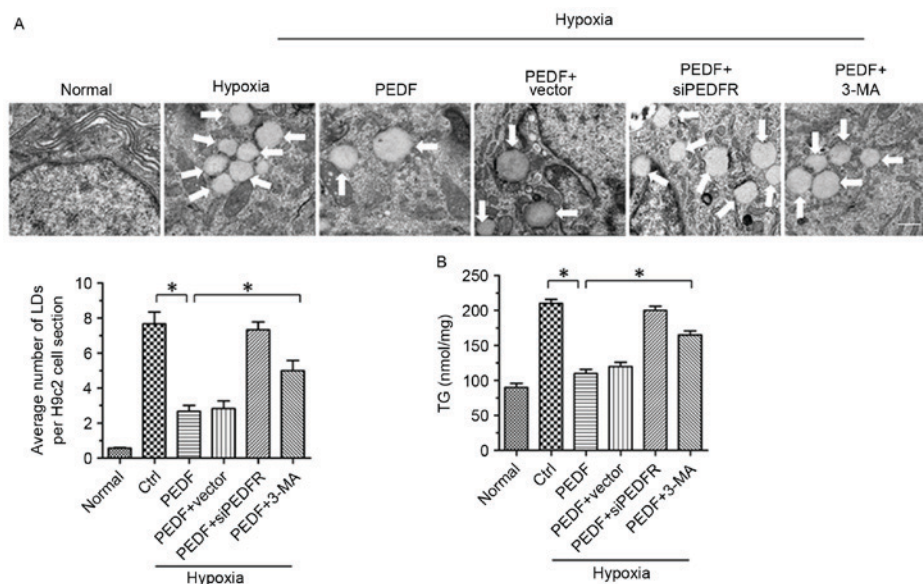 A
Hypoxia
Normal
Hypoxia
PEDF
PEDF+
vector
PEDF+
siPEDFR
PEDF+
3-MA
Average number of LDs
per H9c2 cell section
10
8
6
4
2
0
*
*
Normal
Ctrl
PEDF
PEDF+vector
PEDF+siPEDFR
PEDF+3-MA
Hypoxia
B
TG (nmol/mg)
250
200
150
100
50
0
*
*
Normal
Ctrl
PEDF
PEDF+vector
PEDF+siPEDFR
PEDF+3-MA
Hypoxia